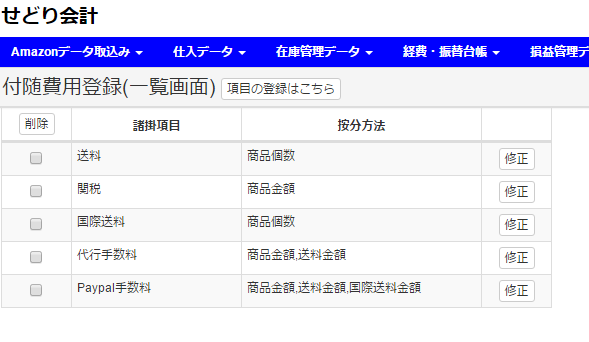 せどり会計
Amazonデータ取込み 仕入データ 在庫管理データ 経費・振替台帳 損益管理デ
付随費用登録(一覧画面) 項目の登録はこちら
削除 諸掛項目 按分方法
送料 商品個数 修正
関税 商品金額 修正
国際送料 商品個数 修正
代行手数料 商品金額,送料金額 修正
Paypal手数料 商品金額,送料金額,国際送料金額 修正